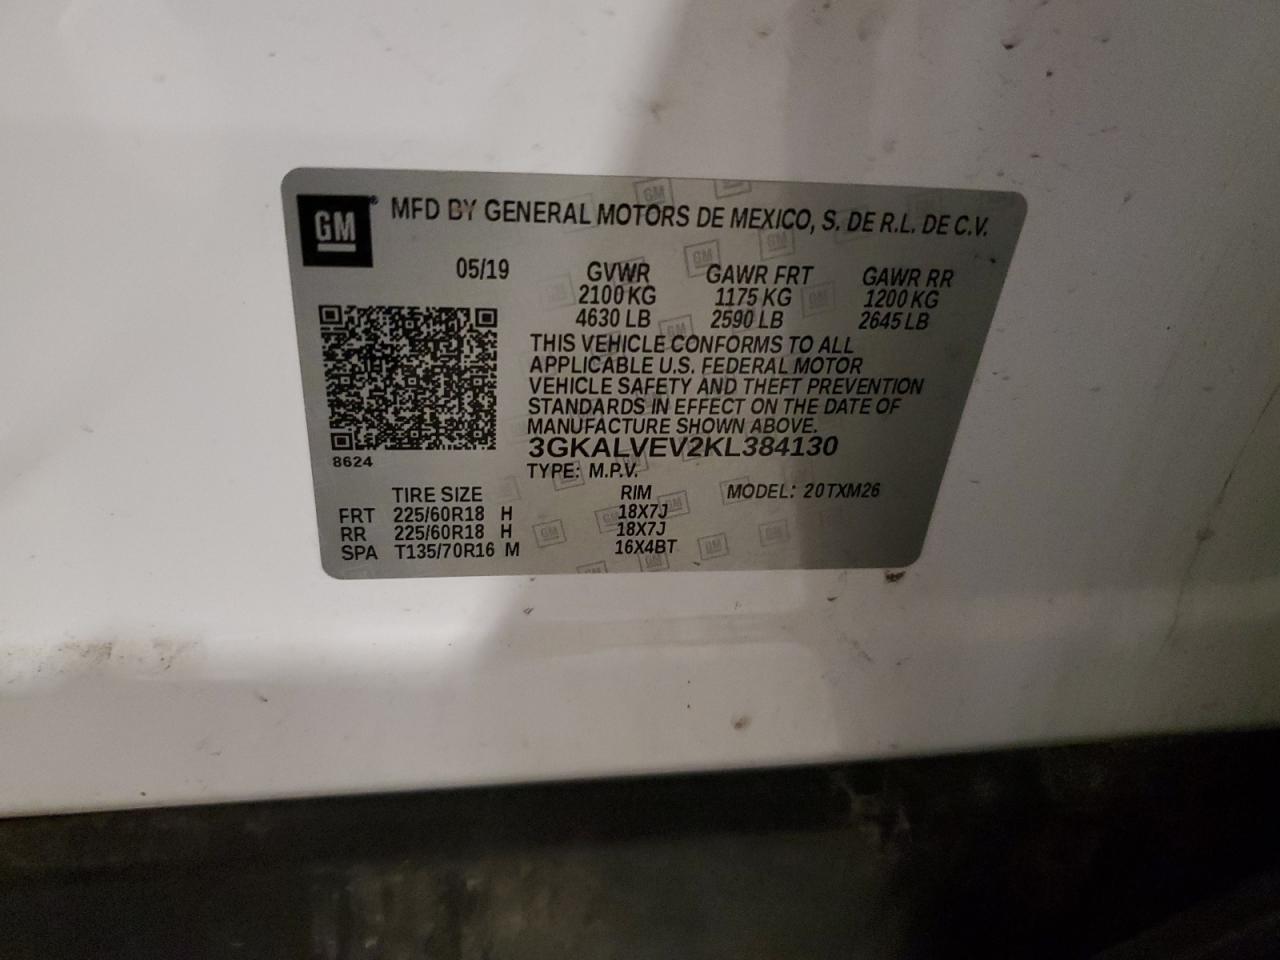 GM® MFD BY GENERAL MOTORS DE MEXICO, S. DE R.L. DE C.V.
05/19 GVWR GAWR FRT GAWR RR
2100 KG 1175 KG 1200 KG
4630 LB 2590 LB 2645 LB
THIS VEHICLE CONFORMS TO ALL
APPLICABLE U.S. FEDERAL MOTOR
VEHICLE SAFETY AND THEFT PREVENTION
STANDARDS IN EFFECT ON THE DATE OF
MANUFACTURE SHOWN ABOVE.
3GKALVEV2KL384130
8624
TYPE: M.P.V.
TIRE SIZE RIM MODEL: 20TXM26
FRT 225/60R18 H 18X7J
RR 225/60R18 H 18X7J
SPA T135/70R16 M 16X4BT